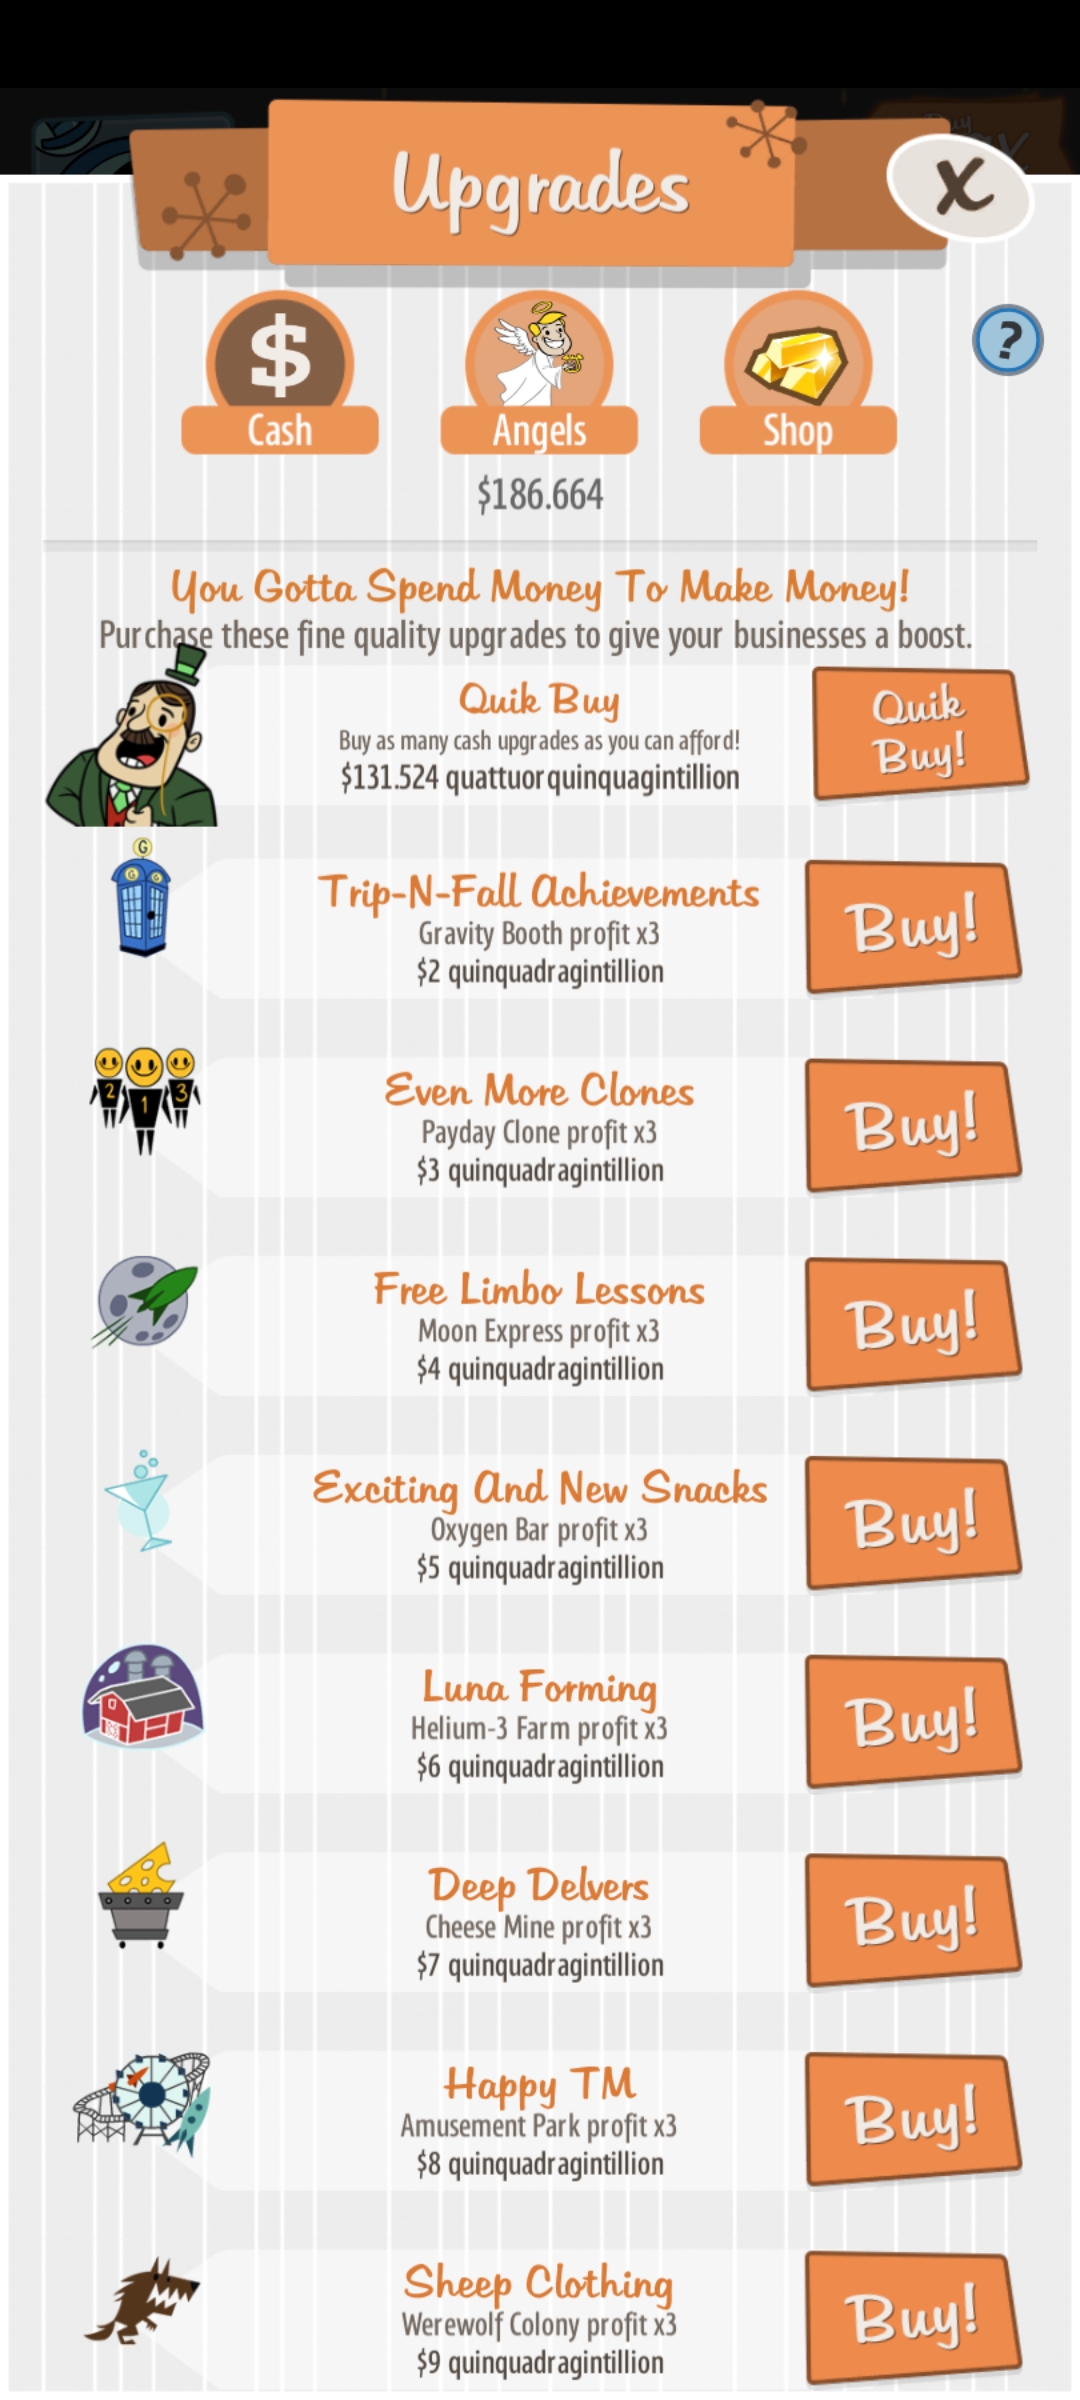 Upgrades
X
$
?
Cash
Angels
Shop
$186.664
You Gotta Spend Money To Make Money!
Purchase these fine quality upgrades to give your businesses a boost.
Quik Buy
Buy as many cash upgrades as you can afford!
$131.524 quattuorquinquagintillion
Quik
Buy!
G
G G
Trip-N-Fall Achievements
Gravity Booth profit x3
$2 quinquadragintillion
Buy!
2 1 3
Even More Clones
Payday Clone profit x3
$3 quinquadragintillion
Buy!
Free Limbo Lessons
Moon Express profit x3
$4 quinquadragintillion
Buy!
Exciting And New Snacks
Oxygen Bar profit x3
$5 quinquadragintillion
Buy!
Luna Forming
Helium-3 Farm profit x3
$6 quinquadragintillion
Buy!
Deep Delvers
Cheese Mine profit x3
$7 quinquadragintillion
Buy!
Happy TM
Amusement Park profit x3
$8 quinquadragintillion
Buy!
Sheep Clothing
Werewolf Colony profit x3
$9 quinquadragintillion
Buy!